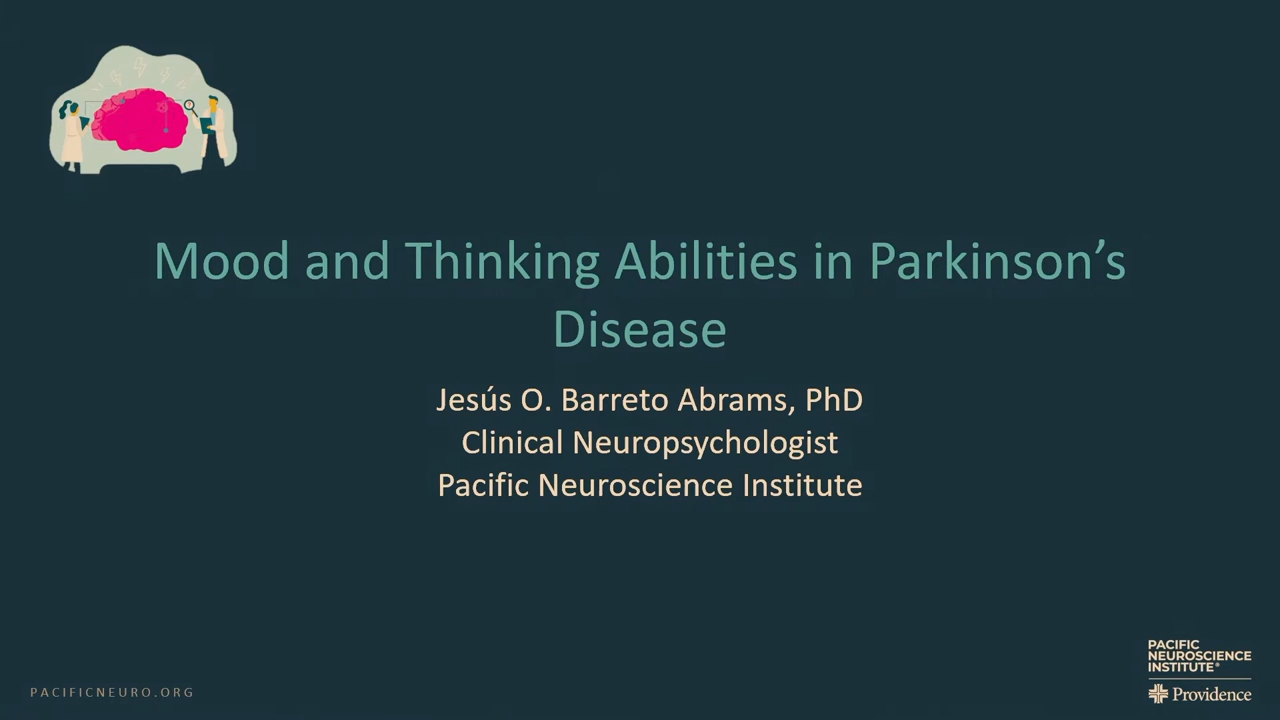 Mood and Thinking Abilities in Parkinson’s
Disease
Jesús O. Barreto Abrams, PhD
Clinical Neuropsychologist
Pacific Neuroscience Institute
PACIFIC
NEUROSCIENCE
INSTITUTE®
Providence
PACIFICNEURO.ORG